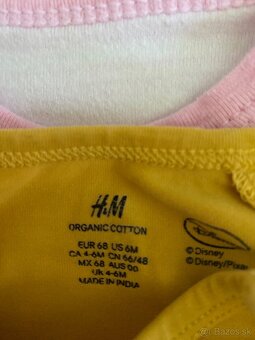 H&M
ORGANIC COTTON
EUR 68 US 6M
CA 4-6M CN 66/48
MX 68 AUS 00
UK 4-6M
MADE IN INDIA
Disney
© Disney
© Disney/Pixar
bazos.sk